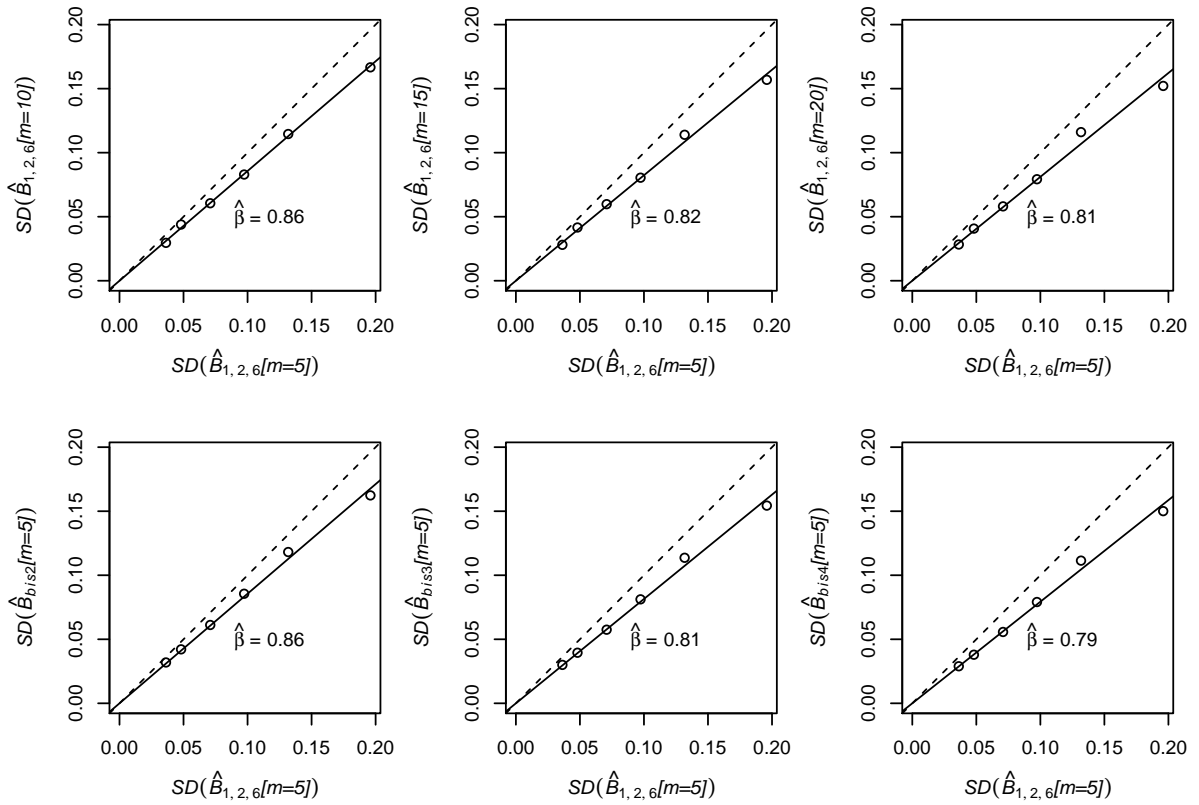 SD(B̂1, 2, 6[m=10])
0.00 0.05 0.10 0.15 0.20
β̂ = 0.86
0.00 0.05 0.10 0.15 0.20
SD(B̂1, 2, 6[m=5])
SD(B̂1, 2, 6[m=15])
0.00 0.05 0.10 0.15 0.20
β̂ = 0.82
0.00 0.05 0.10 0.15 0.20
SD(B̂1, 2, 6[m=5])
SD(B̂1, 2, 6[m=20])
0.00 0.05 0.10 0.15 0.20
β̂ = 0.81
0.00 0.05 0.10 0.15 0.20
SD(B̂1, 2, 6[m=5])
SD(B̂bis2[m=5])
0.00 0.05 0.10 0.15 0.20
β̂ = 0.86
0.00 0.05 0.10 0.15 0.20
SD(B̂1, 2, 6[m=5])
SD(B̂bis3[m=5])
0.00 0.05 0.10 0.15 0.20
β̂ = 0.81
0.00 0.05 0.10 0.15 0.20
SD(B̂1, 2, 6[m=5])
SD(B̂bis4[m=5])
0.00 0.05 0.10 0.15 0.20
β̂ = 0.79
0.00 0.05 0.10 0.15 0.20
SD(B̂1, 2, 6[m=5])